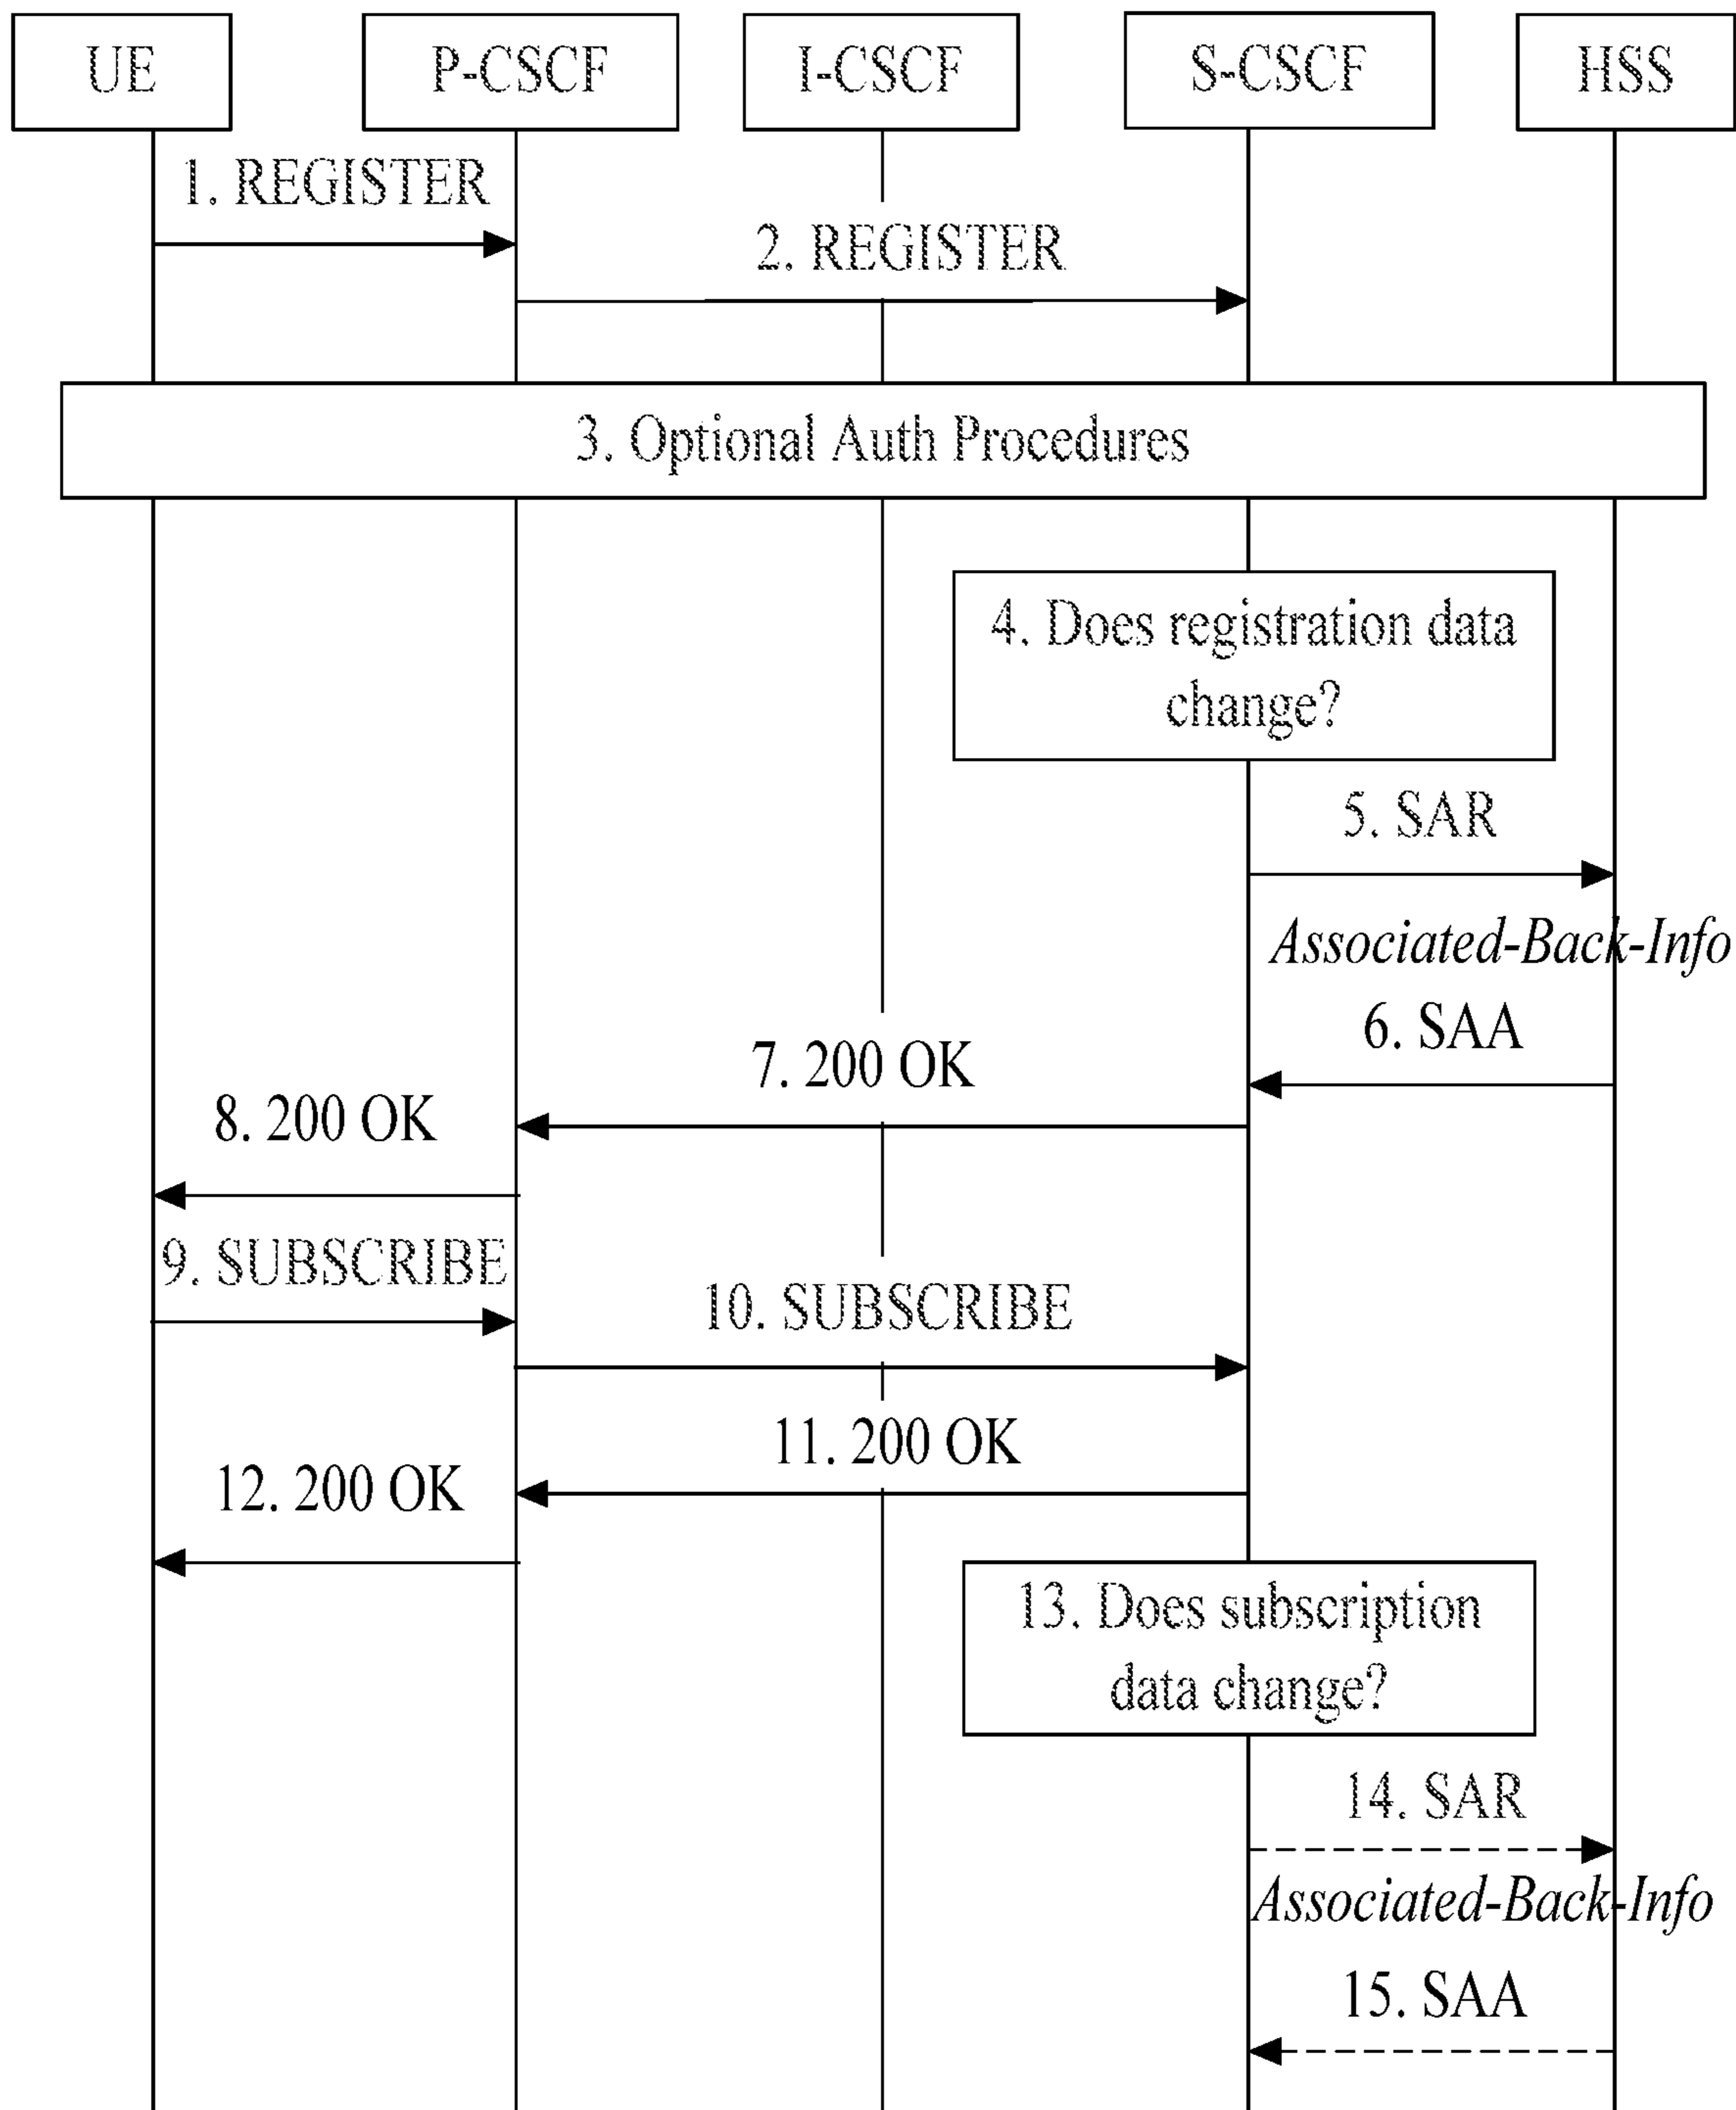 UE
P-CSCF
I-CSCF
S-CSCF
HSS
1. REGISTER
2. REGISTER
3. Optional Auth Procedures
4. Does registration data
change?
5. SAR
Associated-Back-Info
6. SAA
7. 200 OK
8. 200 OK
9. SUBSCRIBE
10. SUBSCRIBE
11. 200 OK
12. 200 OK
13. Does subscription
data change?
14. SAR
Associated-Back-Info
15. SAA